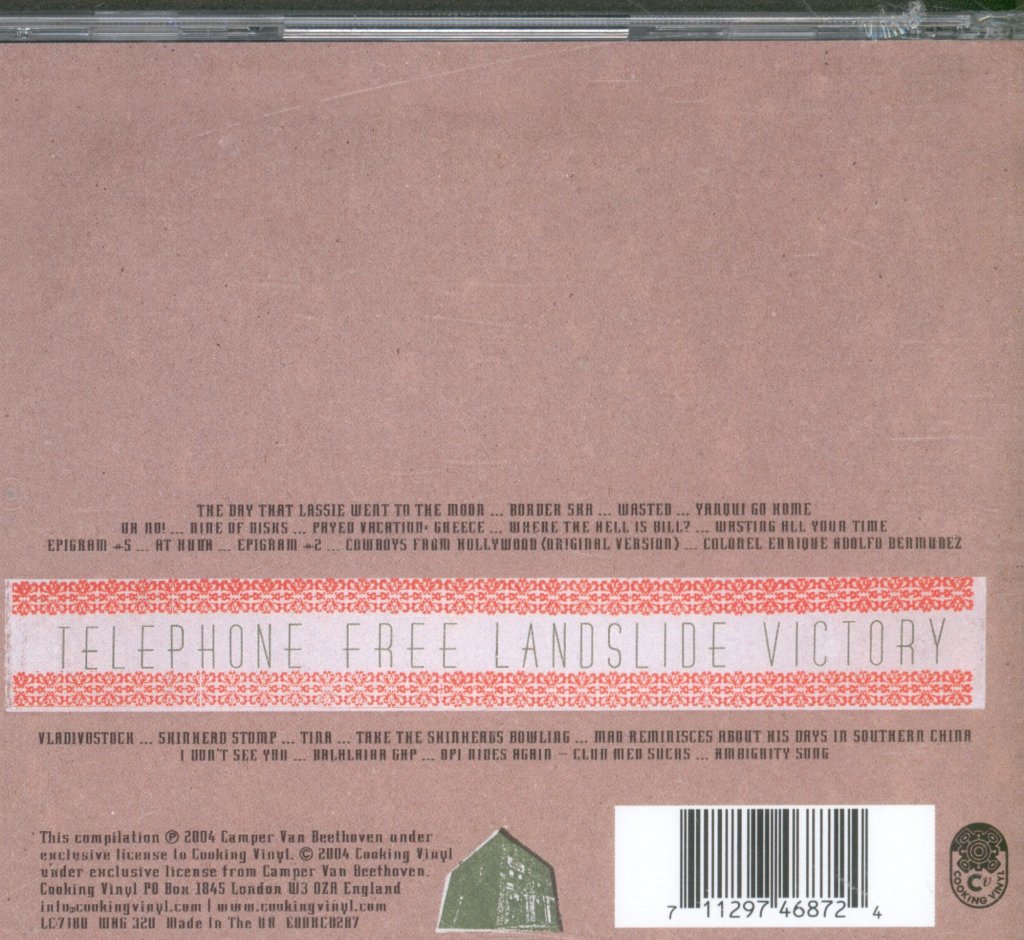 THE DAY THAT LASSIE WENT TO THE MOON ... BORDER SKA ... WASTED ... YANQUI GO HOME
OH NO! ... NINE OF DISKS ... PAYED VACATION: GREECE ... WHERE THE HELL IS BILL? ... WASTING ALL YOUR TIME
EPIGRAM #5 ... AT KUDA ... EPIGRAM #2 ... COWBOYS FROM HOLLYWOOD (ORIGINAL VERSION) ... COLONEL ENRIQUE ADOLFO BERMUDEZ
TELEPHONE FREE LANDSLIDE VICTORY
VLADIVOSTOCK ... SKINHEAD STOMP ... TINA ... TAKE THE SKINHEADS BOWLING ... MAO REMINISCES ABOUT HIS DAYS IN SOUTHERN CHINA
I DON'T SEE YOU ... BALALAIKA GAP ... OPI RIDES AGAIN – CLUB MED SUCKS ... AMBIGUITY SONG
This compilation ℗ 2004 Camper Van Beethoven under
exclusive license to Cooking Vinyl. © 2004 Cooking Vinyl
under exclusive license from Camper Van Beethoven.
Cooking Vinyl PO Box 1845 London W3 0ZA England
info@cookingvinyl.com | www.cookingvinyl.com
LC7180 WAG 320 Made In The UK
7 11297 46872 4
CV
COOKING VINYL